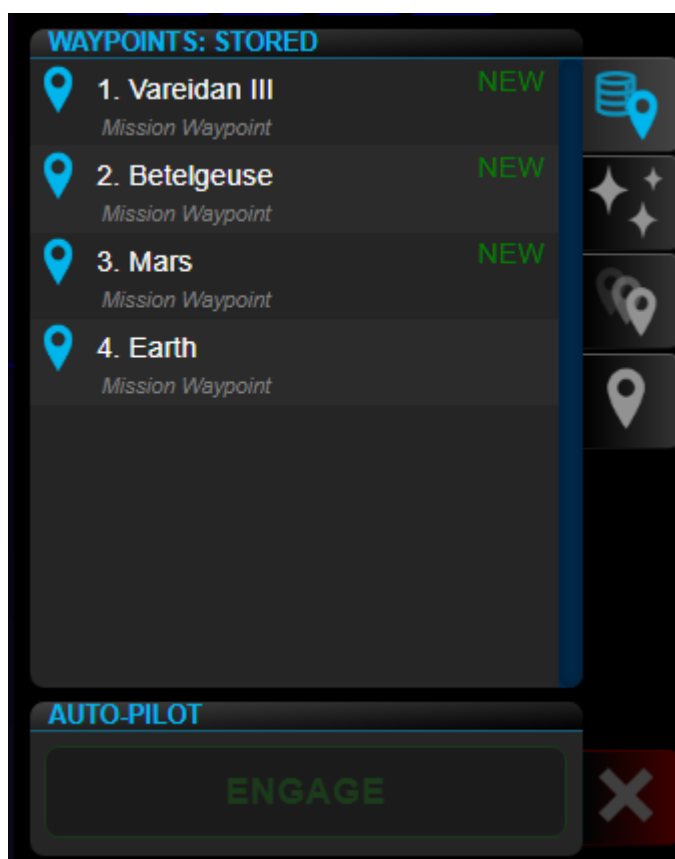 WAYPOINTS: STORED
1. Vareidan III NEW
Mission Waypoint
2. Betelgeuse NEW
Mission Waypoint
3. Mars NEW
Mission Waypoint
4. Earth
Mission Waypoint
AUTO-PILOT
ENGAGE